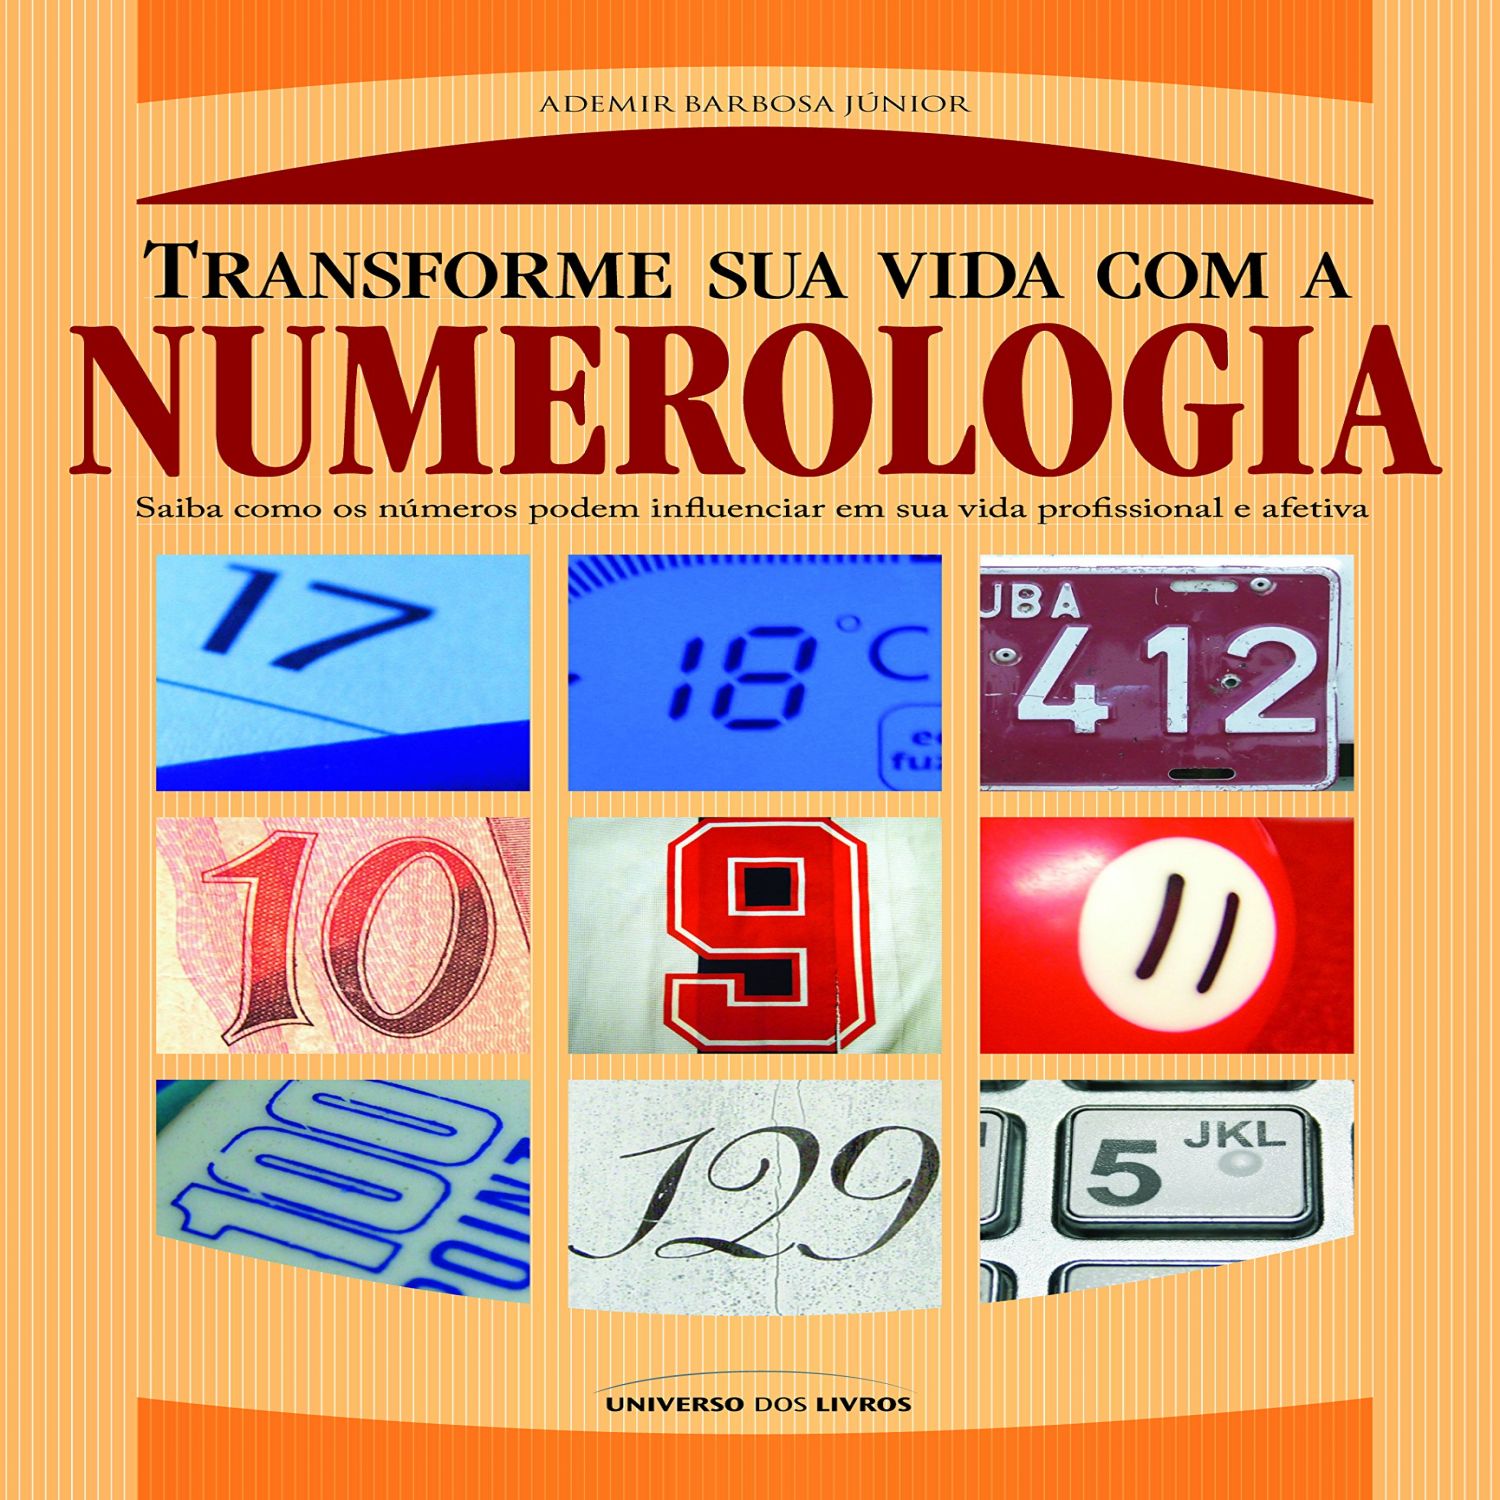 ADEMIR BARBOSA JÚNIOR
TRANSFORME SUA VIDA COM A
NUMEROLOGIA
Saiba como os números podem influenciar em sua vida profissional e afetiva
17
18 °C
UBA
412
10
9
11
100
129
5 JKL
UNIVERSO DOS LIVROS